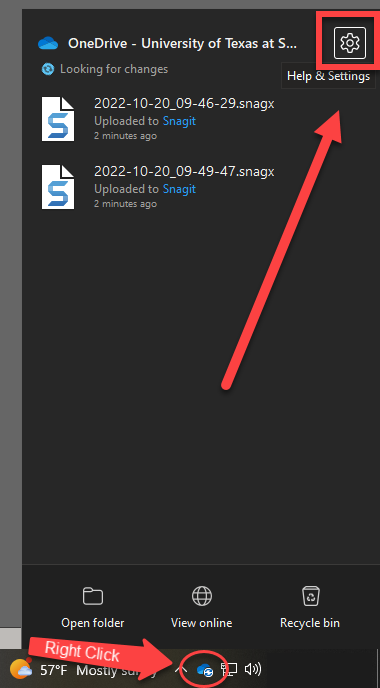 OneDrive - University of Texas at S...
Looking for changes
Help & Settings
2022-10-20_09-46-29.snagx
Uploaded to Snagit
2 minutes ago
2022-10-20_09-49-47.snagx
Uploaded to Snagit
2 minutes ago
Open folder
View online
Recycle bin
Right Click
57°F Mostly sunny